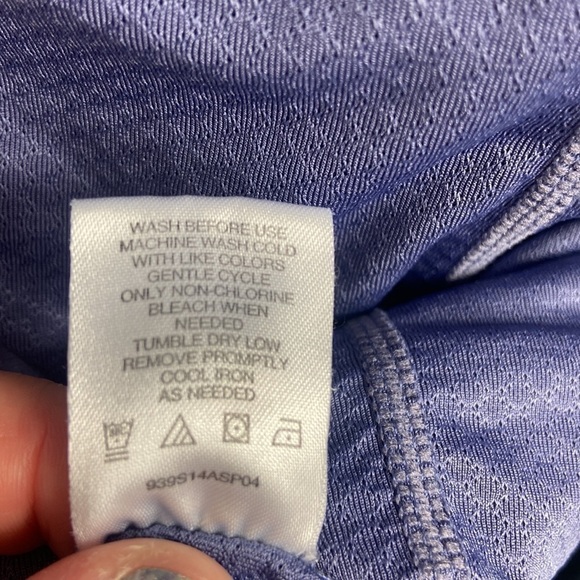 WASH BEFORE USE
MACHINE WASH COLD
WITH LIKE COLORS
GENTLE CYCLE
ONLY NON-CHLORINE
BLEACH WHEN
NEEDED
TUMBLE DRY LOW
REMOVE PROMPTLY
COOL IRON
AS NEEDED
939S14ASP04